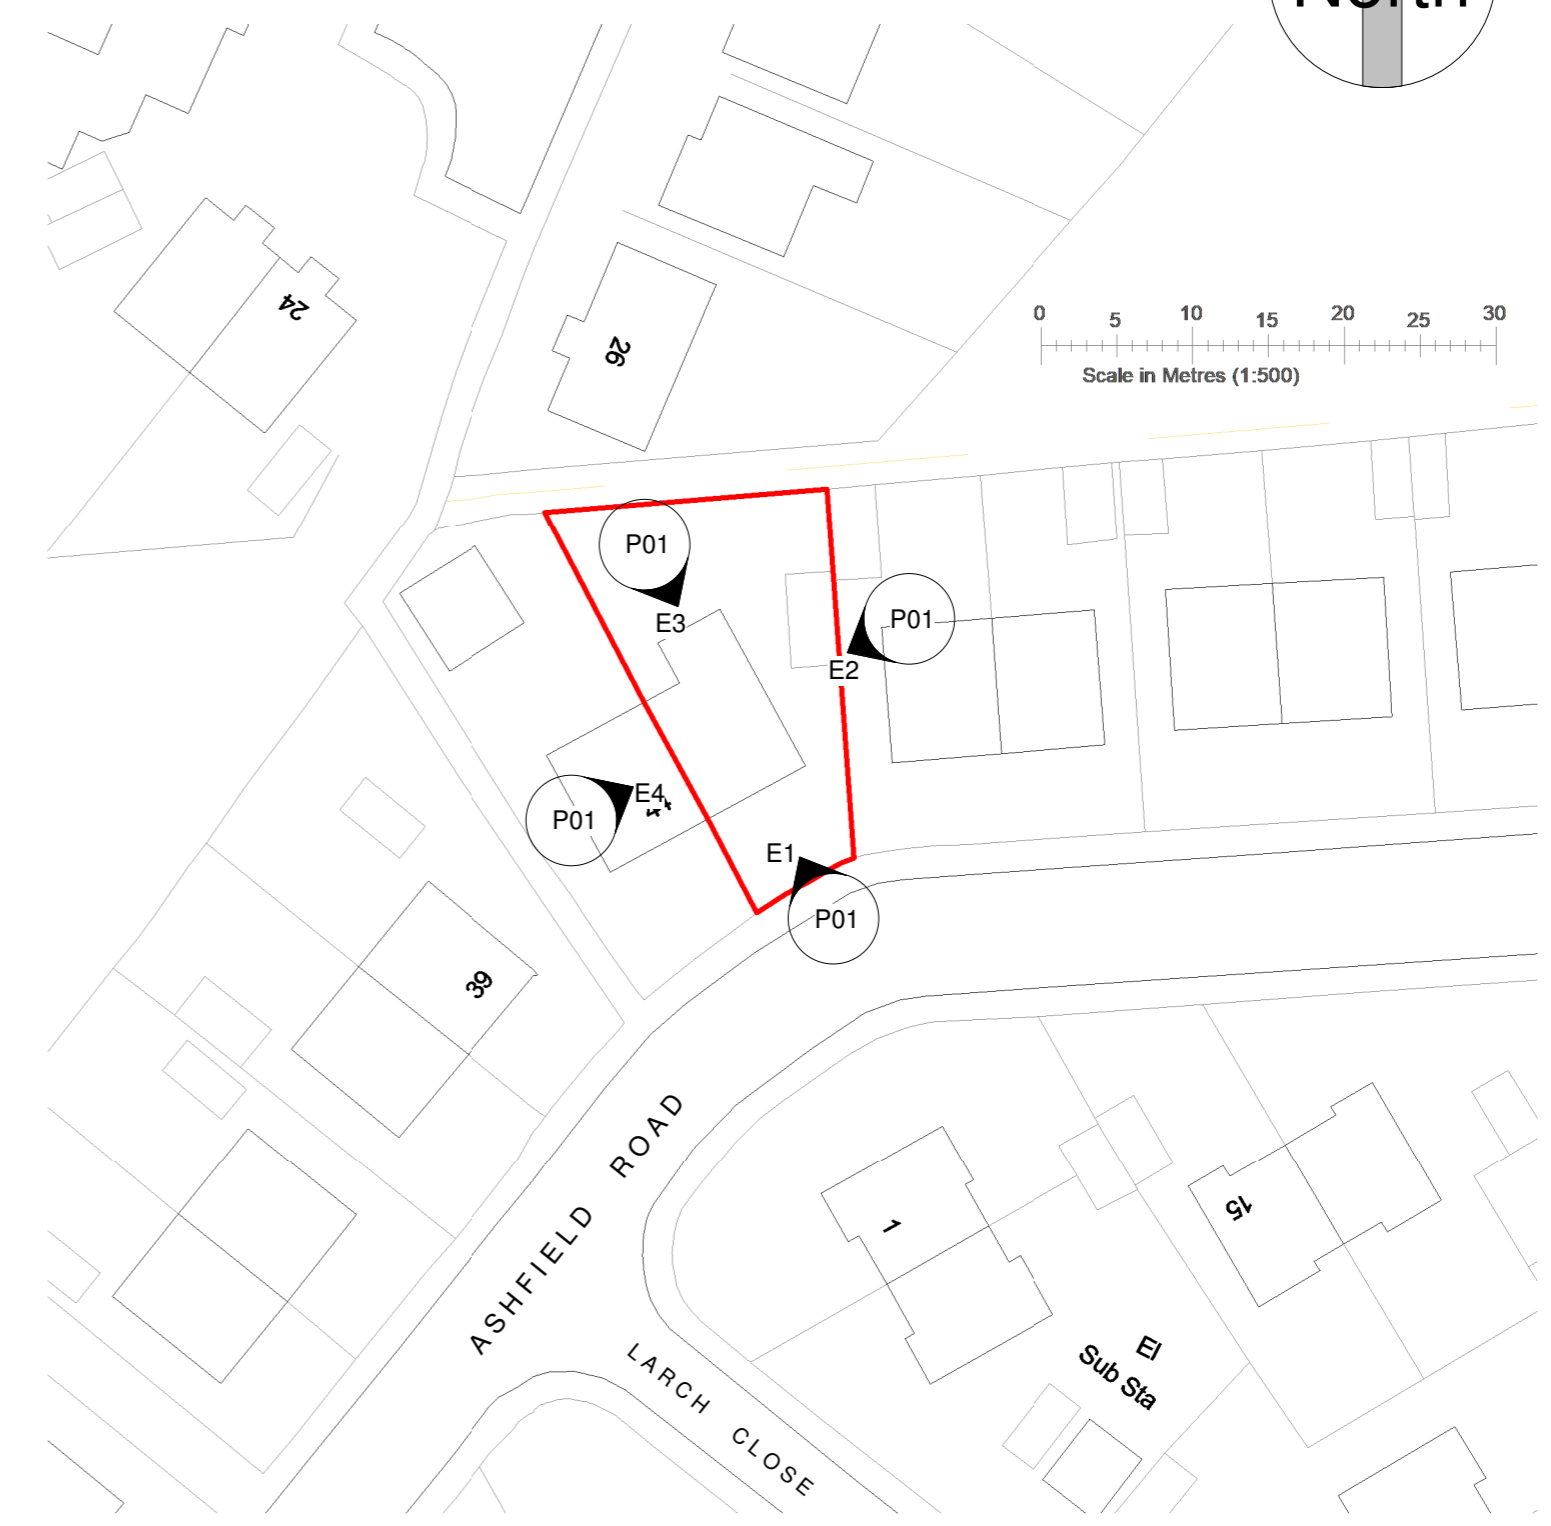 North
24
26
0 5 10 15 20 25 30
Scale in Metres (1:500)
P01
E3
P01
E2
E4
P01
E1
P01
39
ASHFIELD ROAD
1
15
El
Sub Sta
LARCH CLOSE